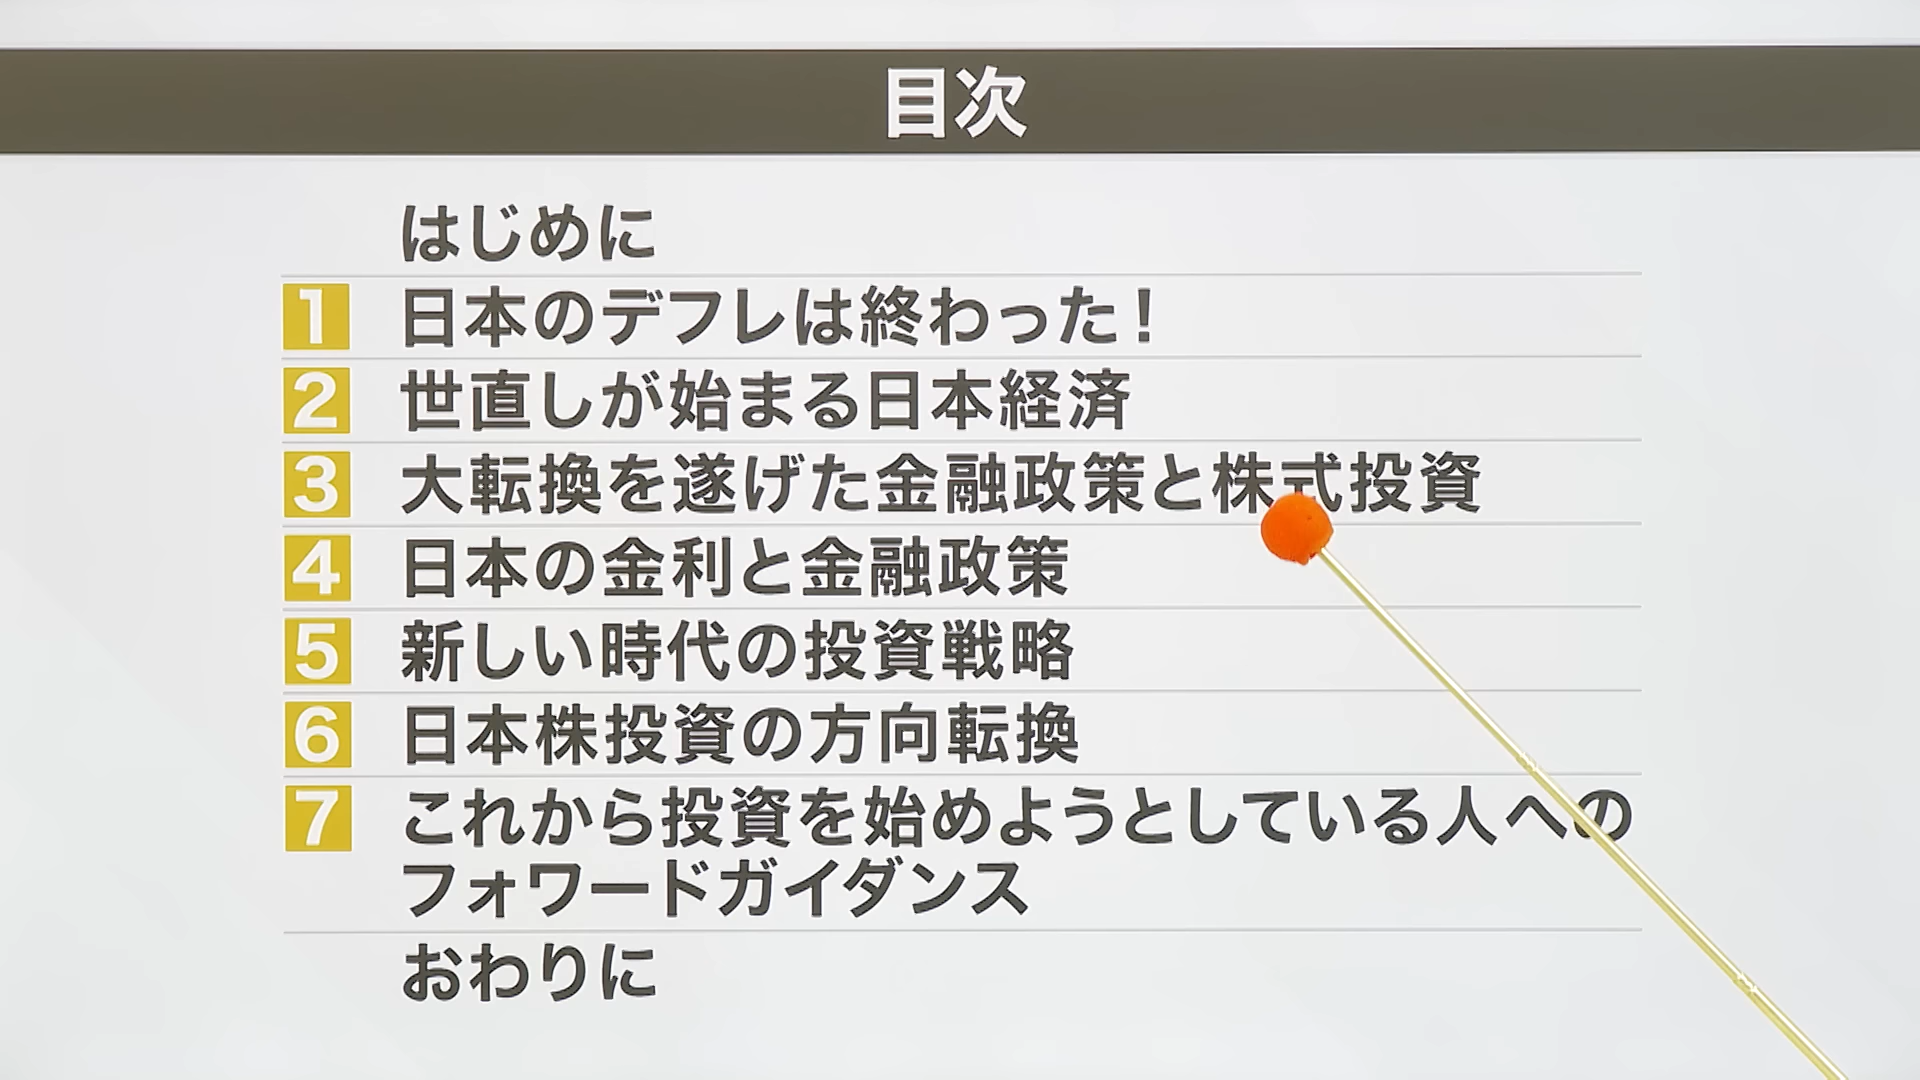 目次
はじめに
1 日本のデフレは終わった!
2 世直しが始まる日本経済
3 大転換を遂げた金融政策と株式投資
4 日本の金利と金融政策
5 新しい時代の投資戦略
6 日本株投資の方向転換
7 これから投資を始めようとしている人への
フォワードガイダンス
おわりに